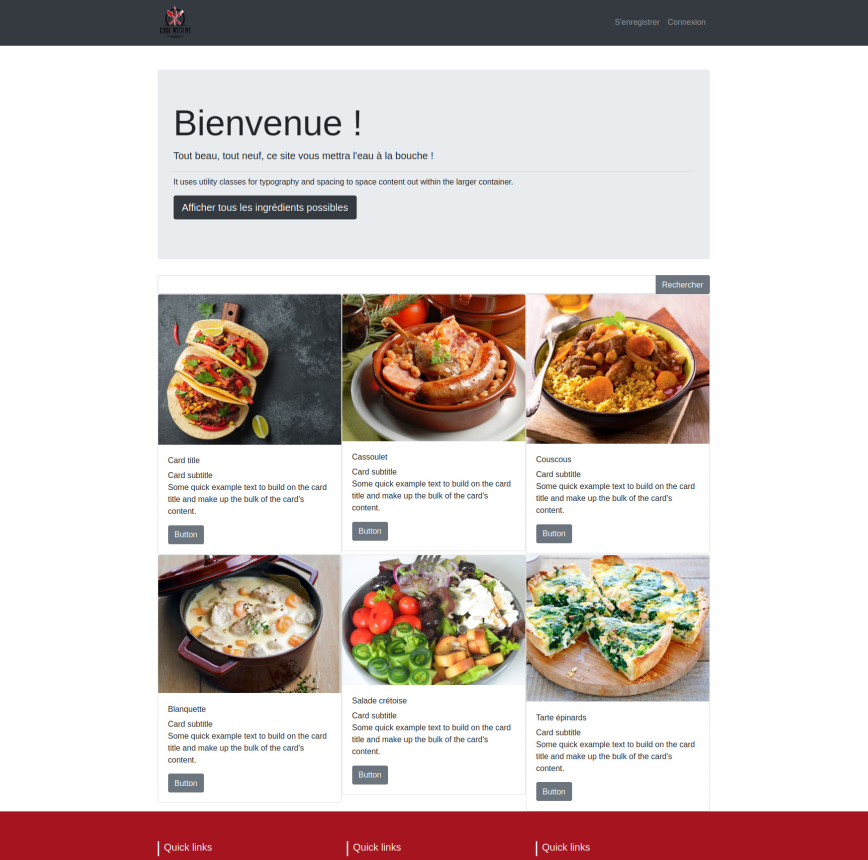 COOK WITH ME
S'enregistrer Connexion
Bienvenue !
Tout beau, tout neuf, ce site vous mettra l'eau à la bouche !
It uses utility classes for typography and spacing to space content out within the larger container.
Afficher tous les ingrédients possibles
Rechercher
Card title
Card subtitle
Some quick example text to build on the card
title and make up the bulk of the card's
content.
Button
Cassoulet
Card subtitle
Some quick example text to build on the card
title and make up the bulk of the card's
content.
Button
Couscous
Card subtitle
Some quick example text to build on the card
title and make up the bulk of the card's
content.
Button
Blanquette
Card subtitle
Some quick example text to build on the card
title and make up the bulk of the card's
content.
Button
Salade crétoise
Card subtitle
Some quick example text to build on the card
title and make up the bulk of the card's
content.
Button
Tarte épinards
Card subtitle
Some quick example text to build on the card
title and make up the bulk of the card's
content.
Button
Quick links
Quick links
Quick links